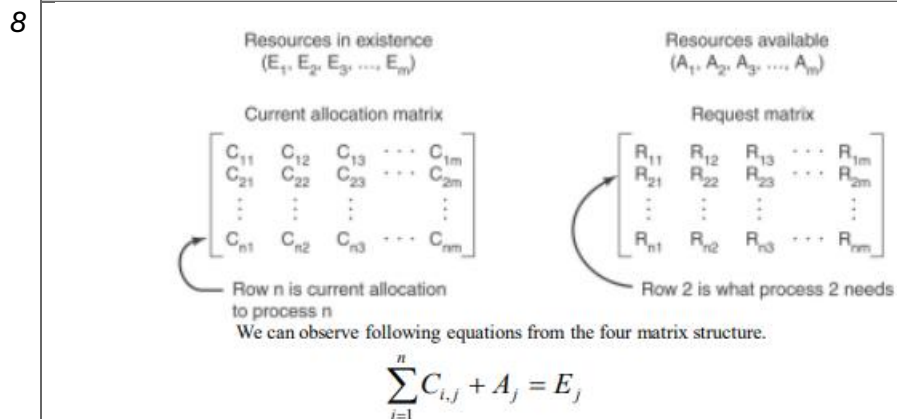 8
Resources in existence
(E₁, E₂, E₃, ..., Eₘ)
Resources available
(A₁, A₂, A₃, ..., Aₘ)
Current allocation matrix
C₁₁ C₁₂ C₁₃ ··· C₁ₘ
C₂₁ C₂₂ C₂₃ ··· C₂ₘ
⋮ ⋮ ⋮ ⋮
Cₙ₁ Cₙ₂ Cₙ₃ ··· Cₙₘ
Row n is current allocation
to process n
Request matrix
R₁₁ R₁₂ R₁₃ ··· R₁ₘ
R₂₁ R₂₂ R₂₃ ··· R₂ₘ
⋮ ⋮ ⋮ ⋮
Rₙ₁ Rₙ₂ Rₙ₃ ··· Rₙₘ
Row 2 is what process 2 needs
We can observe following equations from the four matrix structure.
∑ⁿᵢ₌₁ Cᵢ,ⱼ + Aⱼ = Eⱼ